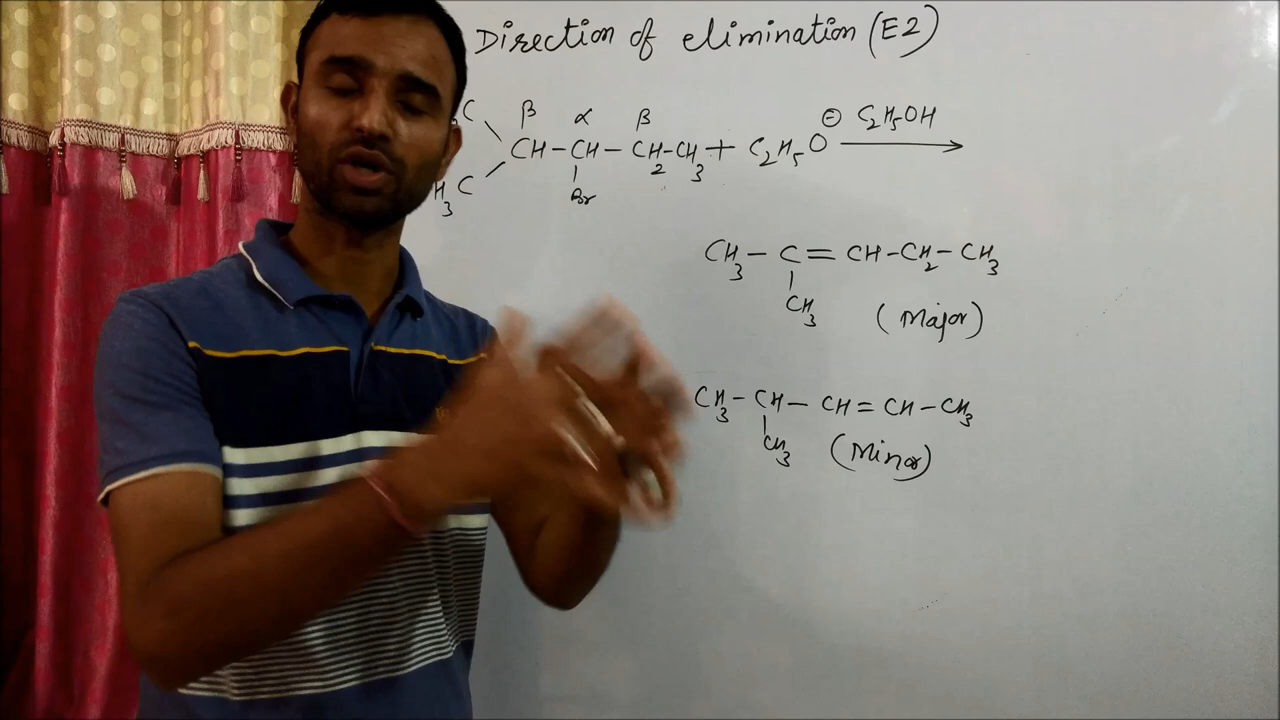 Direction of elimination (E2)
β α β ⊖ C2H5OH
C
CH – CH – CH2 – CH3 + C2H5O ⟶
H3C Br
CH3 – C = CH – CH2 – CH3
CH3 (Major)
CH3 – CH – CH = CH – CH3
CH3 (Minor)